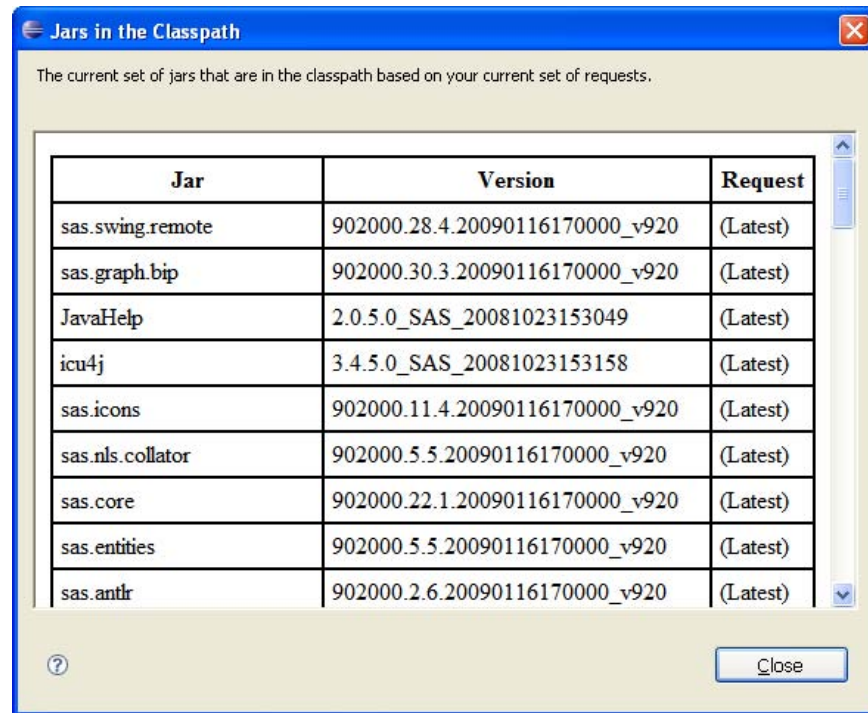 Jars in the Classpath
The current set of jars that are in the classpath based on your current set of requests.
Jar Version Request
sas.swing.remote 902000.28.4.20090116170000_v920 (Latest)
sas.graph.bip 902000.30.3.20090116170000_v920 (Latest)
JavaHelp 2.0.5.0_SAS_20081023153049 (Latest)
icu4j 3.4.5.0_SAS_20081023153158 (Latest)
sas.icons 902000.11.4.20090116170000_v920 (Latest)
sas.nls.collator 902000.5.5.20090116170000_v920 (Latest)
sas.core 902000.22.1.20090116170000_v920 (Latest)
sas.entities 902000.5.5.20090116170000_v920 (Latest)
sas.antlr 902000.2.6.20090116170000_v920 (Latest)
? Close